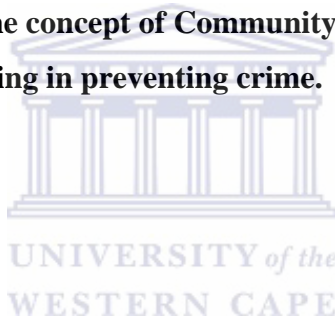 he concept of Community
ing in preventing crime.
UNIVERSITY of the
WESTERN CAPE